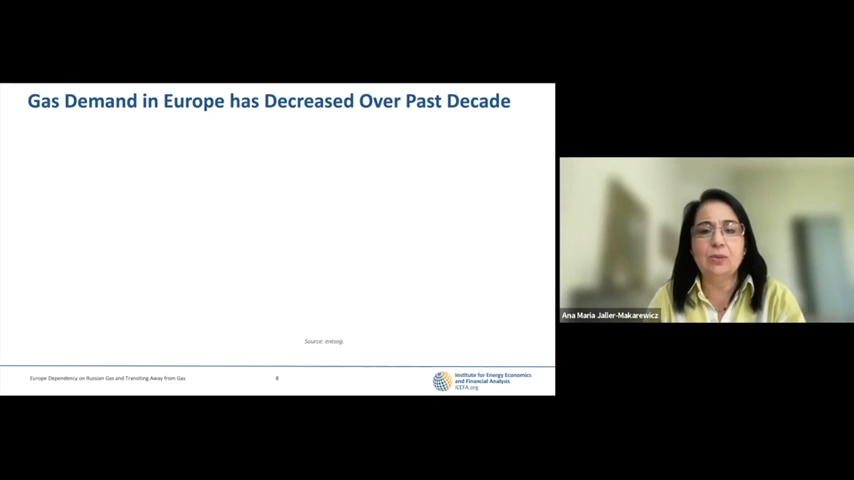 Gas Demand in Europe has Decreased Over Past Decade
Source: entsog.
Europe Dependency on Russian Gas and Transiting Away from Gas
8
Institute for Energy Economics
and Financial Analysis
IEEFA.org
Ana Maria Jaller-Makarewicz